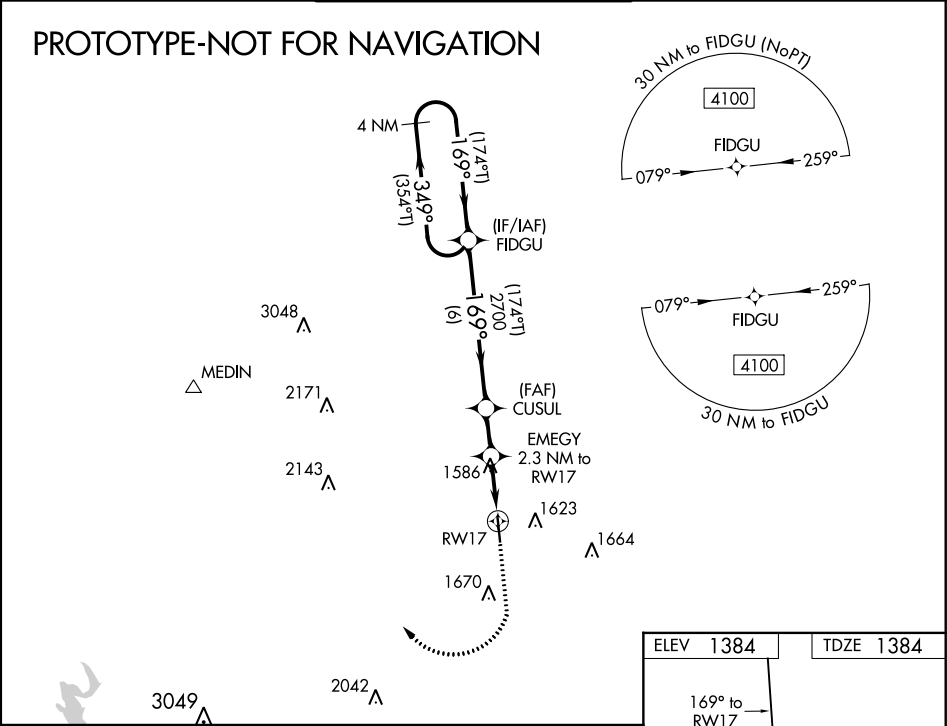 PROTOTYPE-NOT FOR NAVIGATION
30 NM to FIDGU (NoPT)
4100
FIDGU
079°
259°
4 NM
169°
(174°T)
349°
(354°T)
(IF/IAF)
FIDGU
169°
2700
(174°T)
(6)
079°
259°
FIDGU
4100
30 NM to FIDGU
3048
MEDIN
2171
(FAF)
CUSUL
EMEGY
2.3 NM to
RW17
2143
1586
1623
RW17
1664
1670
2042
3049
ELEV 1384
TDZE 1384
169° to
RW17